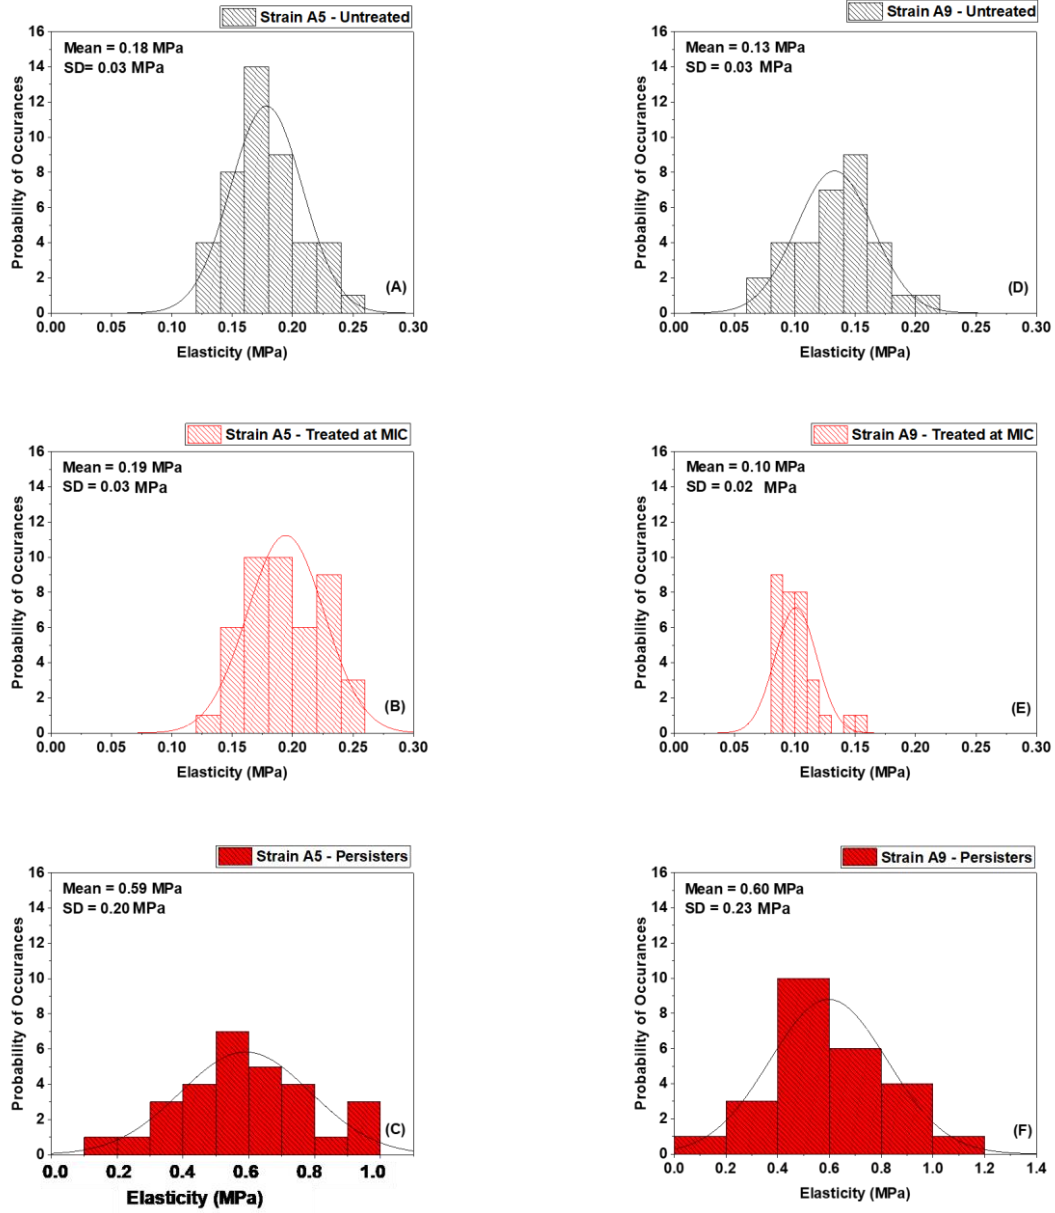 Strain A5 - Untreated
Mean = 0.18 MPa
SD= 0.03 MPa
Probability of Occurances
16
14
12
10
8
6
4
2
0
(A)
0.00 0.05 0.10 0.15 0.20 0.25 0.30
Elasticity (MPa)
Strain A9 - Untreated
Mean = 0.13 MPa
SD = 0.03 MPa
Probability of Occurances
16
14
12
10
8
6
4
2
0
(D)
0.00 0.05 0.10 0.15 0.20 0.25 0.30
Elasticity (MPa)
Strain A5 - Treated at MIC
Mean = 0.19 MPa
SD = 0.03 MPa
Probability of Occurances
16
14
12
10
8
6
4
2
0
(B)
0.00 0.05 0.10 0.15 0.20 0.25 0.30
Elasticity (MPa)
Strain A9 - Treated at MIC
Mean = 0.10 MPa
SD = 0.02 MPa
Probability of Occurances
16
14
12
10
8
6
4
2
0
(E)
0.00 0.05 0.10 0.15 0.20 0.25 0.30
Elasticity (MPa)
Strain A5 - Persisters
Mean = 0.59 MPa
SD = 0.20 MPa
Probability of Occurances
16
14
12
10
8
6
4
2
0
(C)
0.0 0.2 0.4 0.6 0.8 1.0
Elasticity (MPa)
Strain A9 - Persisters
Mean = 0.60 MPa
SD = 0.23 MPa
Probability of Occurances
16
14
12
10
8
6
4
2
0
(F)
0.0 0.2 0.4 0.6 0.8 1.0 1.2 1.4
Elasticity (MPa)